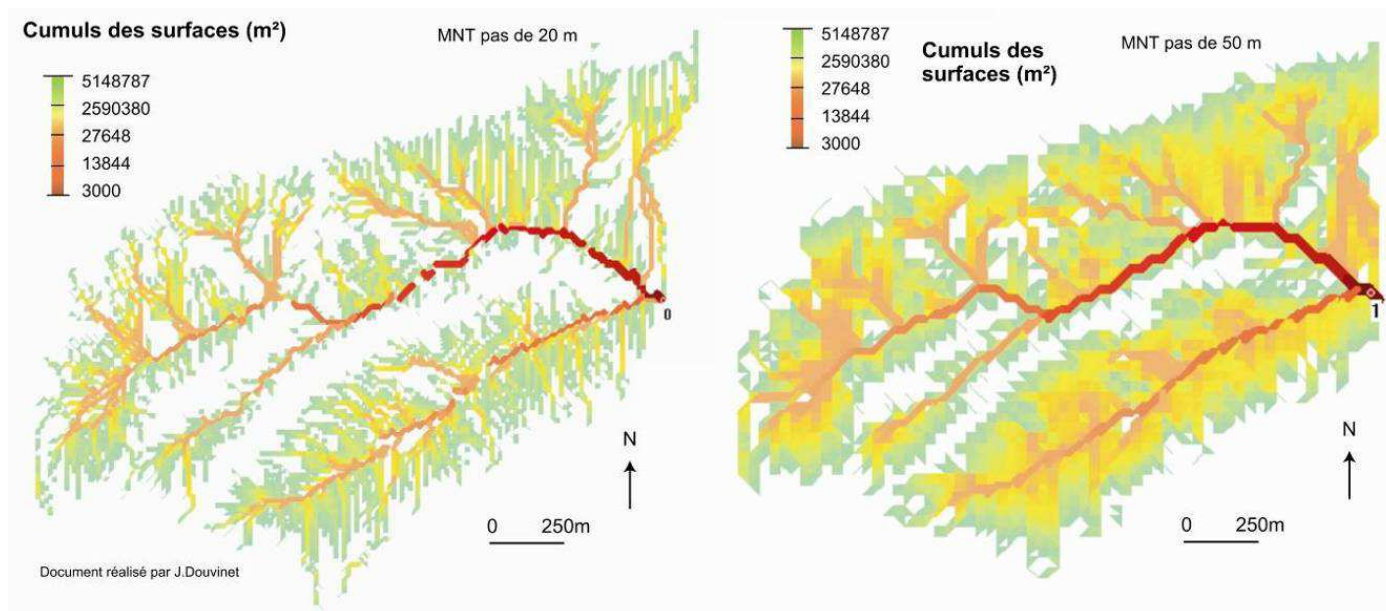 Cumuls des surfaces (m²)
MNT pas de 20 m
5148787
2590380
27648
13844
3000
0
N
0 250m
Document réalisé par J.Douvinet
5148787
2590380
27648
13844
3000
Cumuls des
surfaces (m²)
MNT pas de 50 m
1
N
0 250m